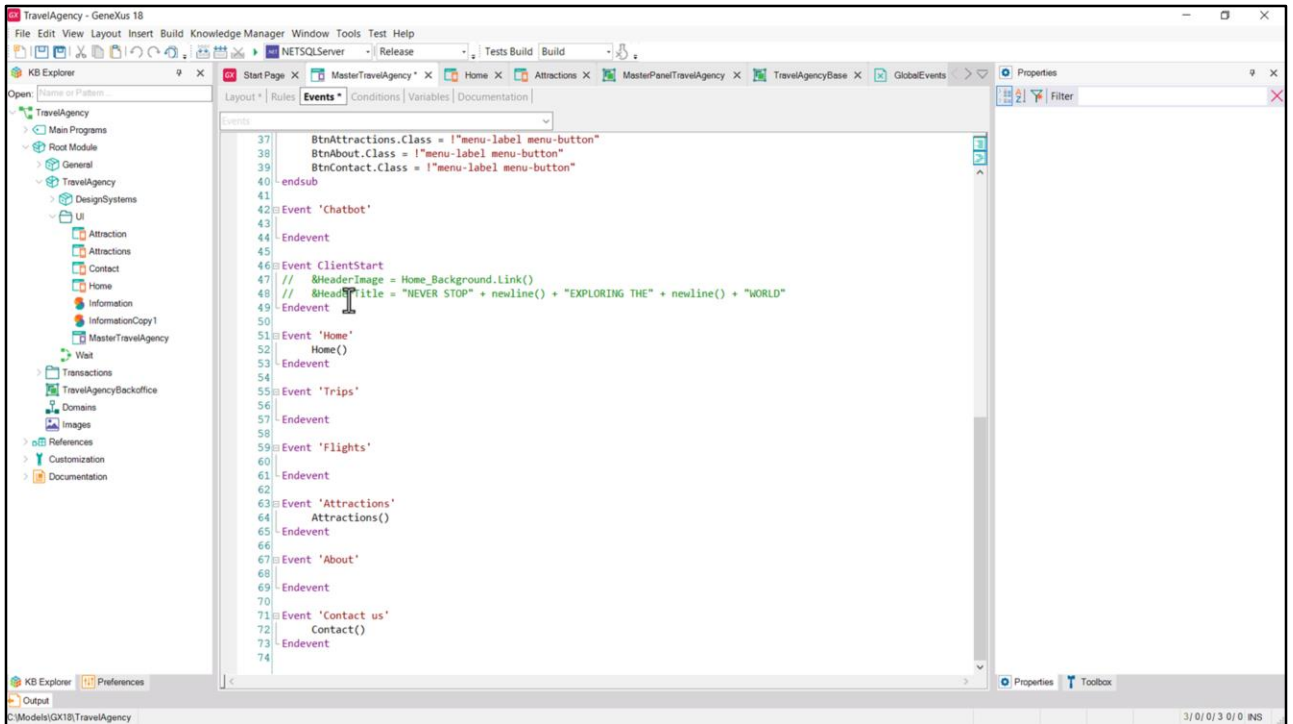 TravelAgency - GeneXus 18
File Edit View Layout Insert Build Knowledge Manager Window Tools Test Help
NETSQLServer Release Tests Build Build
KB Explorer
Start Page MasterTravelAgency * Home Attractions MasterPanelTravelAgency TravelAgencyBase GlobalEvents
Properties
Open: Name or Pattern...
Layout * Rules Events * Conditions Variables Documentation
Filter
Events
TravelAgency
Main Programs
Root Module
General
TravelAgency
DesignSystems
UI
Attraction
Attractions
Contact
Home
Information
InformationCopy1
MasterTravelAgency
Wait
Transactions
TravelAgencyBackoffice
Domains
Images
References
Customization
Documentation
37 BtnAttractions.Class = !"menu-label menu-button"
38 BtnAbout.Class = !"menu-label menu-button"
39 BtnContact.Class = !"menu-label menu-button"
40 endsub
41
42 Event 'Chatbot'
43
44 Endevent
45
46 Event ClientStart
47 // &HeaderImage = Home_Background.Link()
48 // &HeaderTitle = "NEVER STOP" + newline() + "EXPLORING THE" + newline() + "WORLD"
49 Endevent
50
51 Event 'Home'
52 Home()
53 Endevent
54
55 Event 'Trips'
56
57 Endevent
58
59 Event 'Flights'
60
61 Endevent
62
63 Event 'Attractions'
64 Attractions()
65 Endevent
66
67 Event 'About'
68
69 Endevent
70
71 Event 'Contact us'
72 Contact()
73 Endevent
74
KB Explorer Preferences
Properties Toolbox
Output
C:\Models\GX18\TravelAgency
3/ 0/ 0/ 3 0/ 0 INS